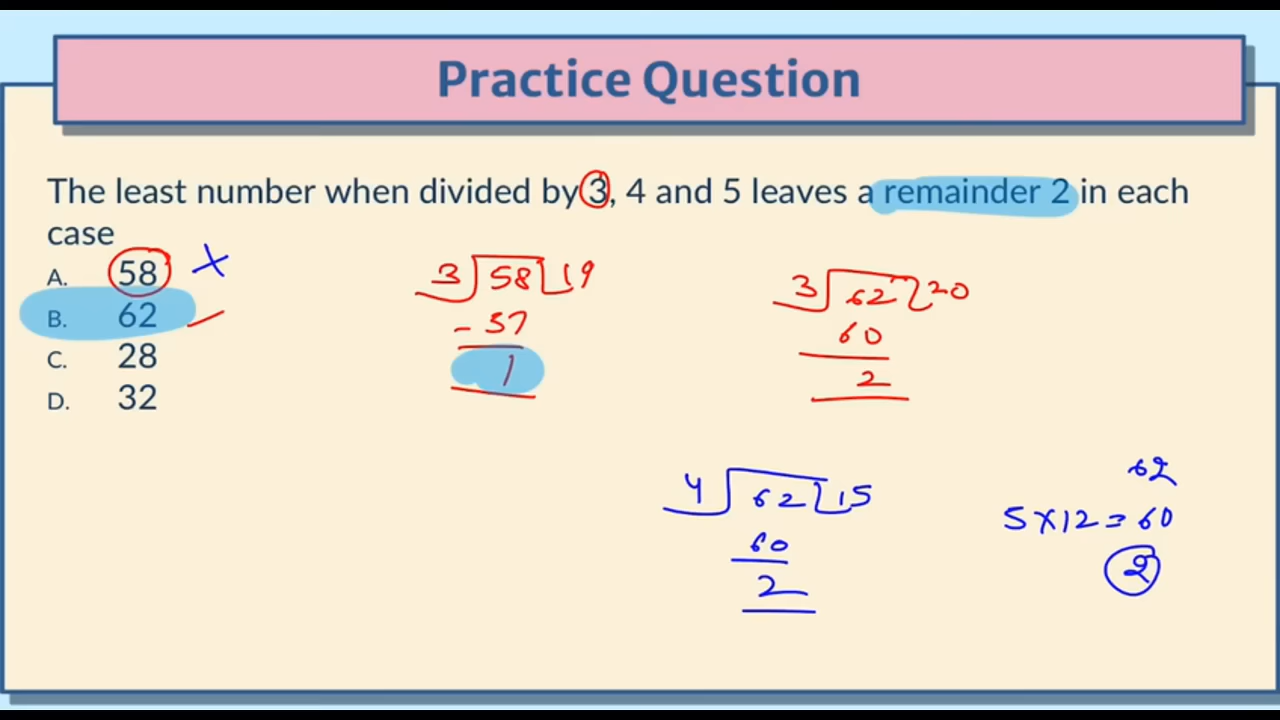 Practice Question
The least number when divided by 3, 4 and 5 leaves a remainder 2 in each
case
A. 58 ×
B. 62
C. 28
D. 32
3 58 19
- 57
1
3 62 20
60
2
4 62 15
60
2
62
5 × 12 = 60
2